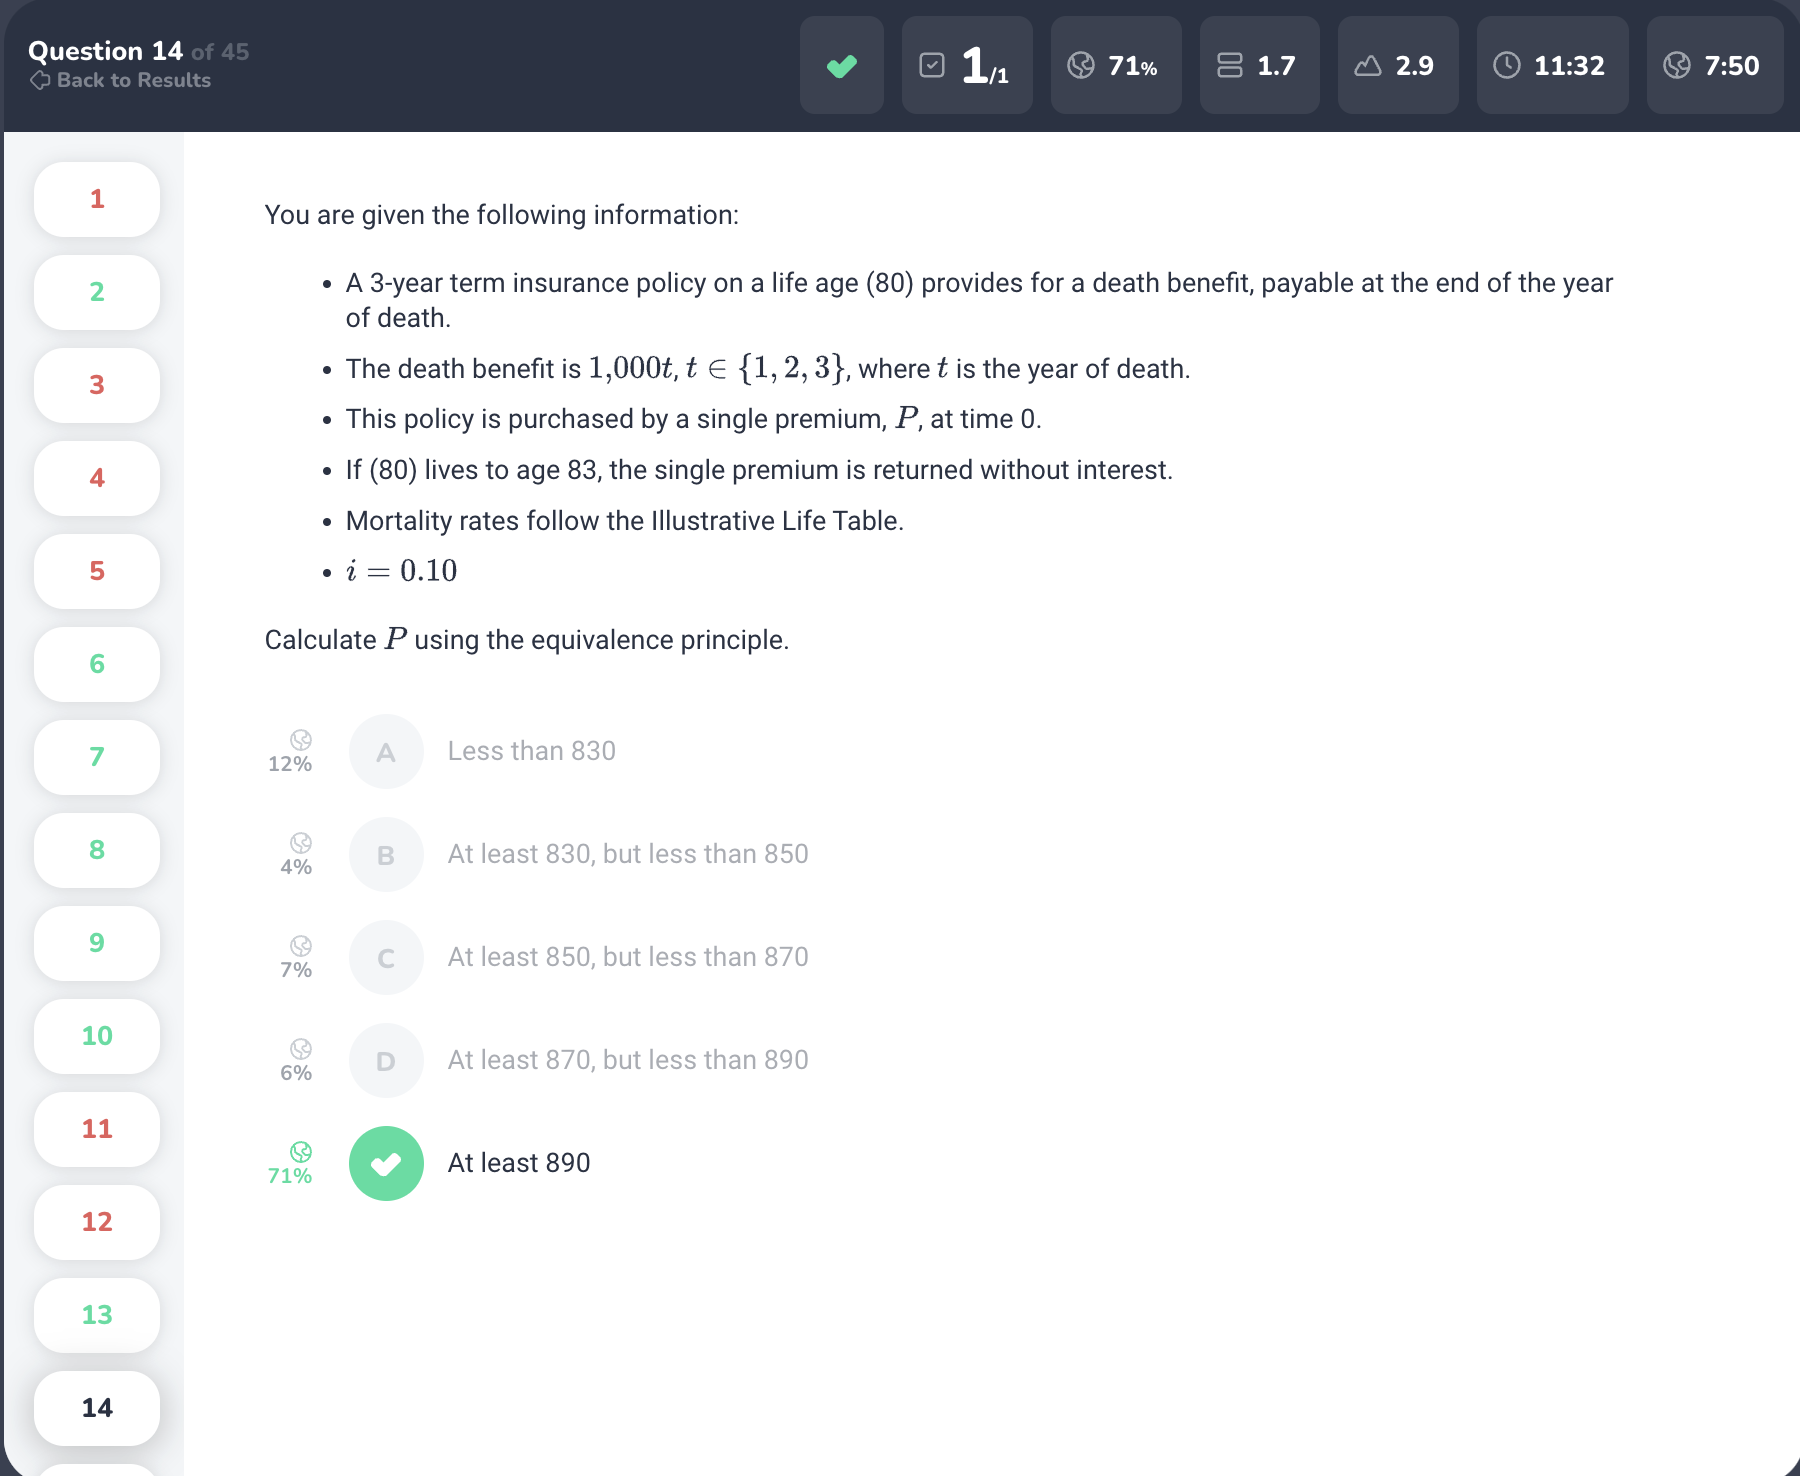 Question 14 of 45
Back to Results
1/1
71%
1.7
2.9
11:32
7:50
1
2
3
4
5
6
7
8
9
10
11
12
13
14
You are given the following information:
• A 3-year term insurance policy on a life age (80) provides for a death benefit, payable at the end of the year
of death.
• The death benefit is 1,000t, t ∈ {1, 2, 3}, where t is the year of death.
• This policy is purchased by a single premium, P, at time 0.
• If (80) lives to age 83, the single premium is returned without interest.
• Mortality rates follow the Illustrative Life Table.
• i = 0.10
Calculate P using the equivalence principle.
12% A Less than 830
4% B At least 830, but less than 850
7% C At least 850, but less than 870
6% D At least 870, but less than 890
71% At least 890